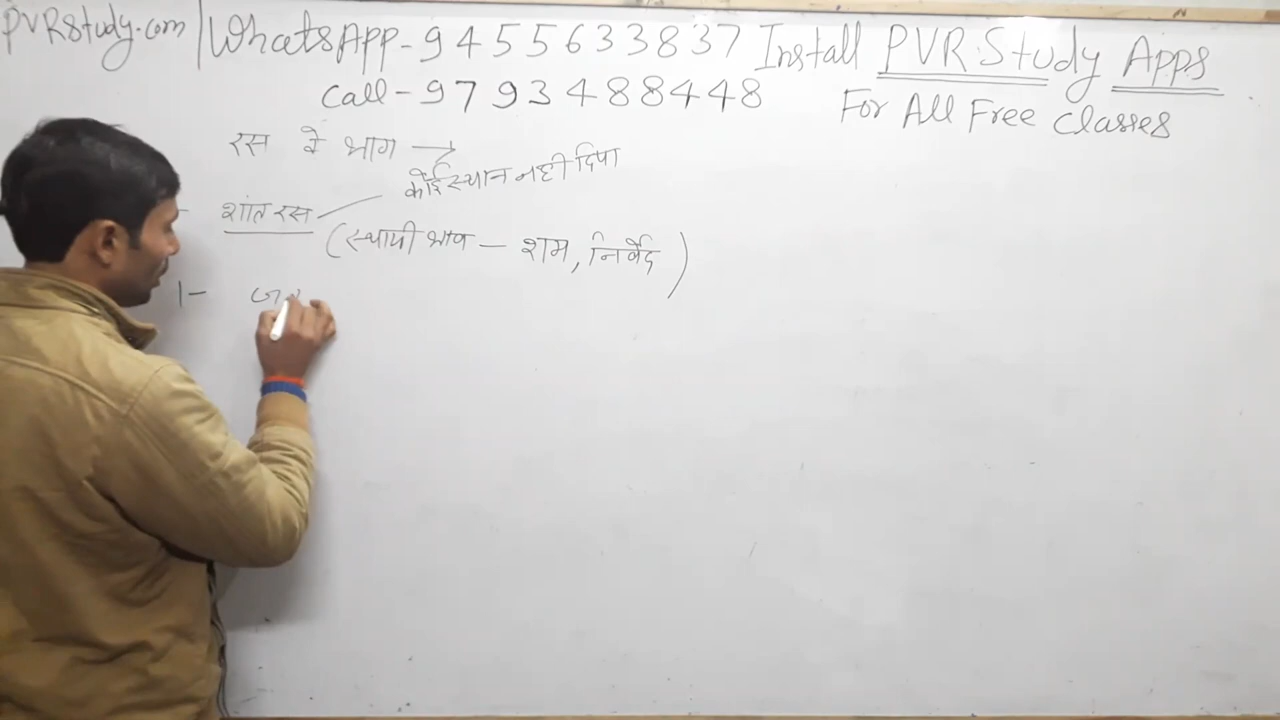 PVRStudy.com | WhatsApp - 9455633837 Install PVR Study Apps
Call - 9793488448 For All Free Classes
रस के भाग →
कोई स्थान नही दिया
शांत रस
(स्थायी भाव - शम, निर्वेद)
1-